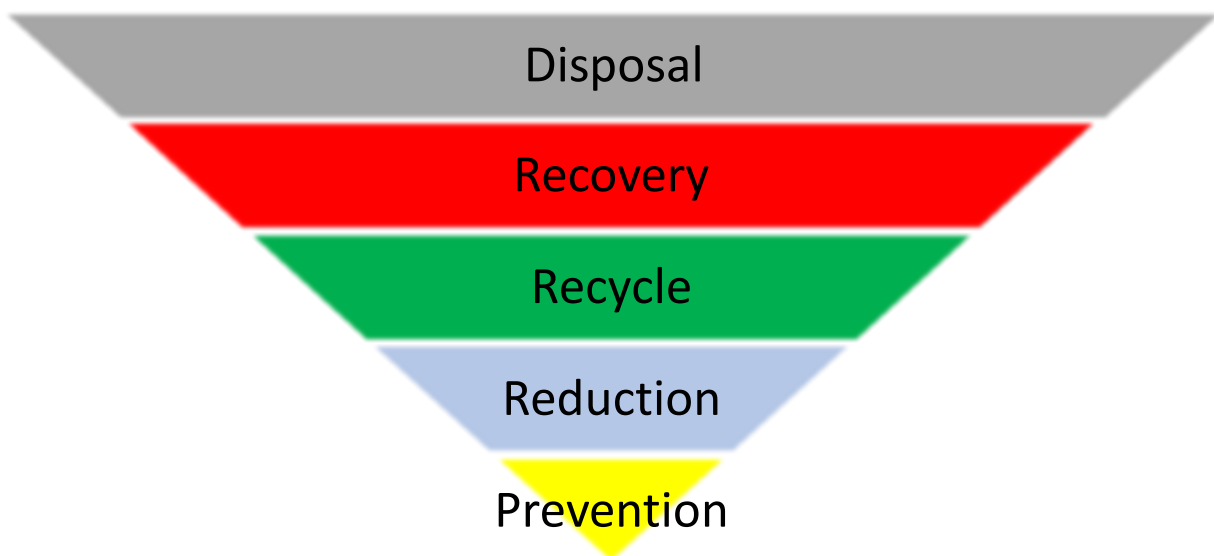 Disposal
Recovery
Recycle
Reduction
Prevention